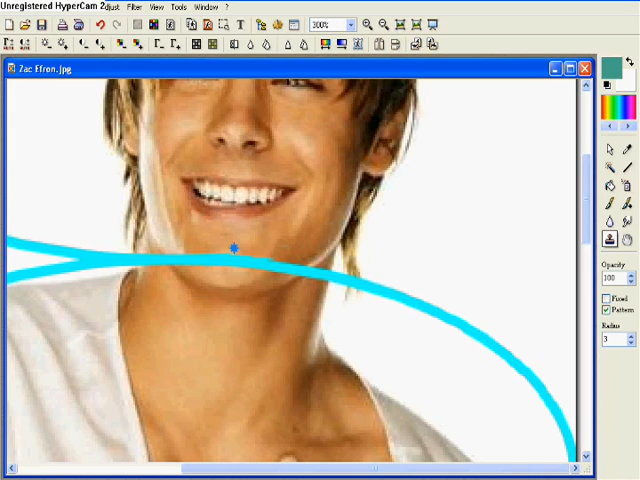 Unregistered HyperCam 2
djust Filter View Tools Window ?
T 300%
Zac Efron.jpg
Opacity
100
Fixed
Pattern
Radius
3